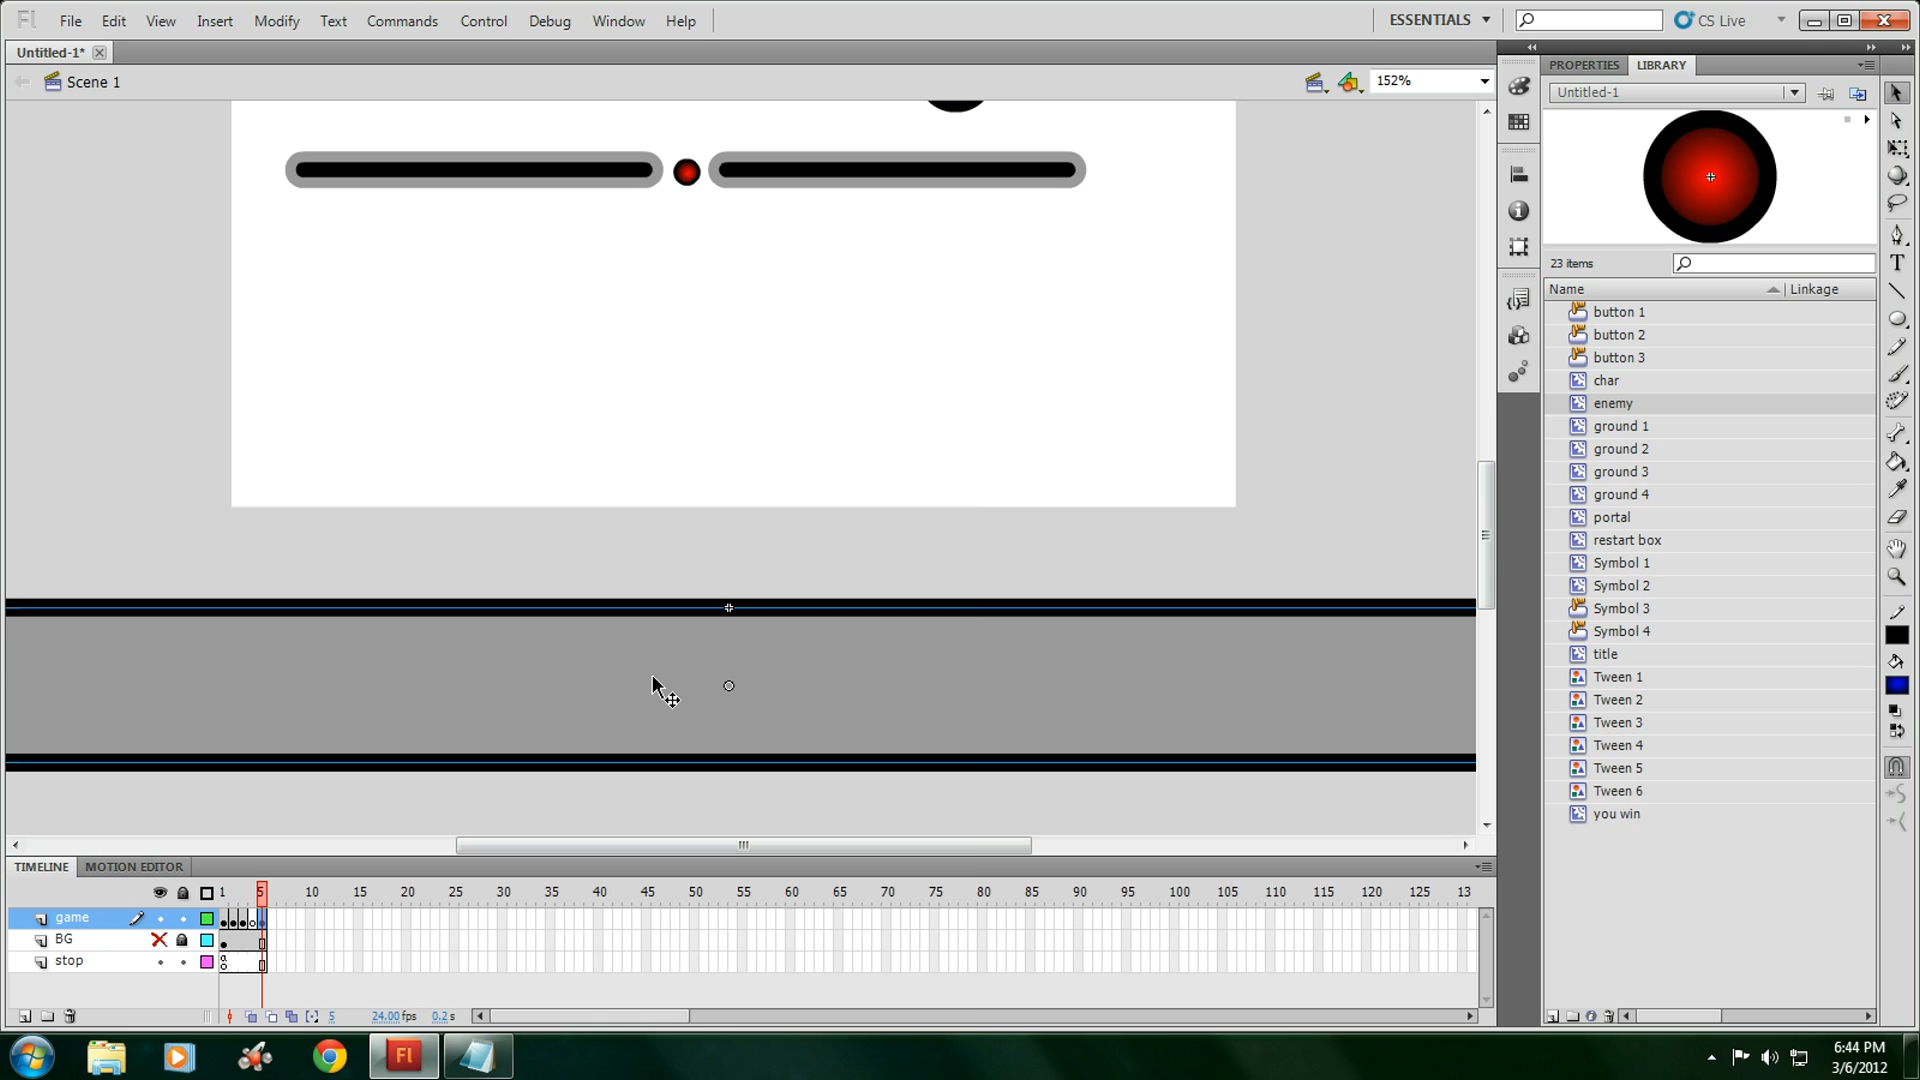 Fl File Edit View Insert Modify Text Commands Control Debug Window Help ESSENTIALS CS Live
Untitled-1*
Scene 1 152%
PROPERTIES LIBRARY
Untitled-1
23 items
Name Linkage
button 1
button 2
button 3
char
enemy
ground 1
ground 2
ground 3
ground 4
portal
restart box
Symbol 1
Symbol 2
Symbol 3
Symbol 4
title
Tween 1
Tween 2
Tween 3
Tween 4
Tween 5
Tween 6
you win
TIMELINE MOTION EDITOR
1 5 10 15 20 25 30 35 40 45 50 55 60 65 70 75 80 85 90 95 100 105 110 115 120 125 13
game
BG
stop
5 24.00 fps 0.2 s
Fl
6:44 PM
3/6/2012